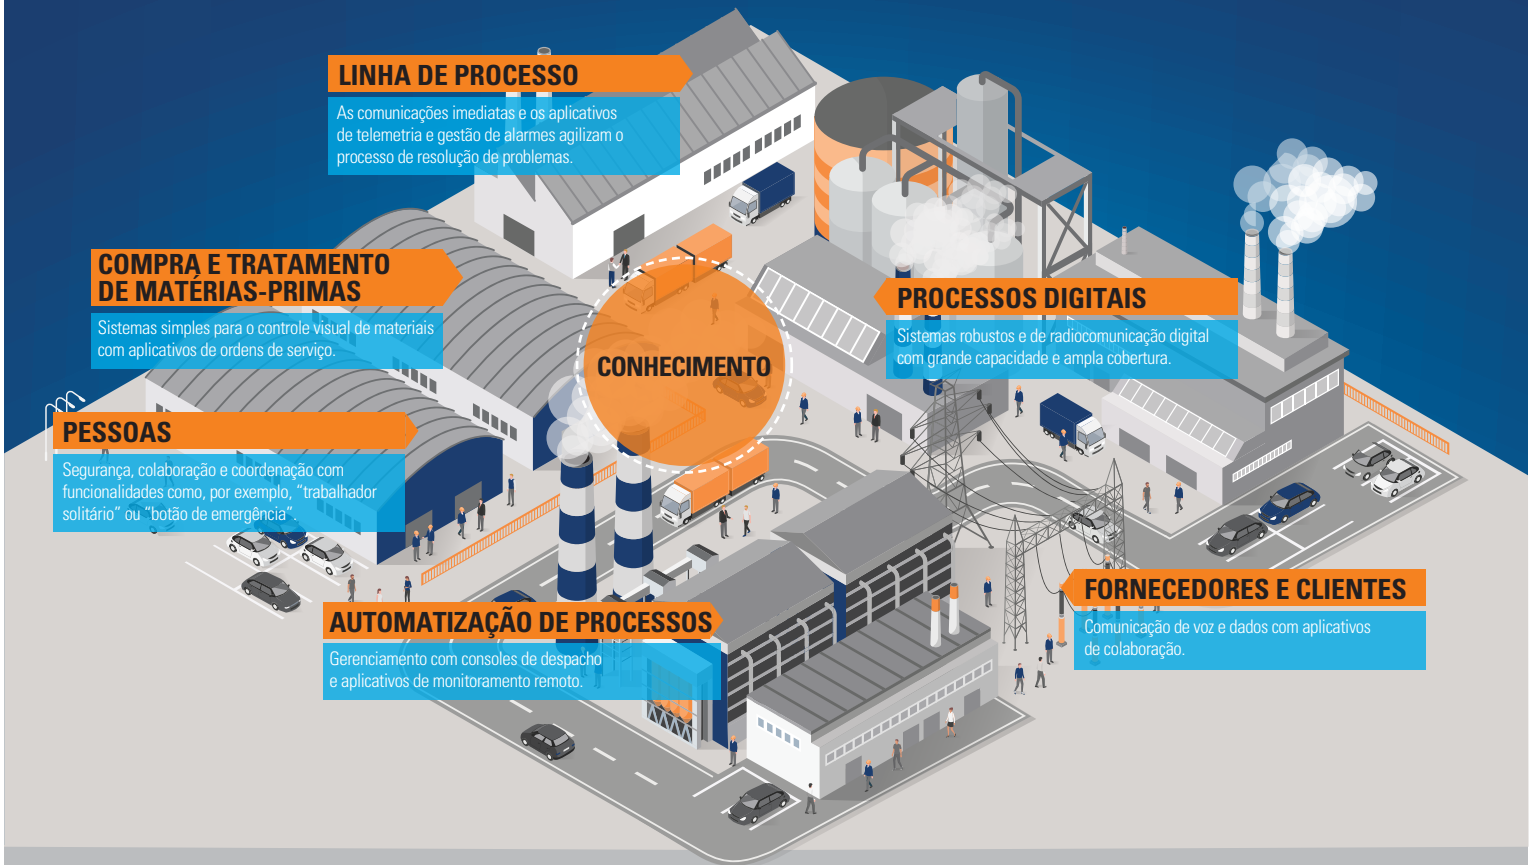 LINHA DE PROCESSO
As comunicações imediatas e os aplicativos
de telemetria e gestão de alarmes agilizam o
processo de resolução de problemas.
COMPRA E TRATAMENTO
DE MATÉRIAS-PRIMAS
Sistemas simples para o controle visual de materiais
com aplicativos de ordens de serviço.
PROCESSOS DIGITAIS
Sistemas robustos e de radiocomunicação digital
com grande capacidade e ampla cobertura.
CONHECIMENTO
PESSOAS
Segurança, colaboração e coordenação com
funcionalidades como, por exemplo, “trabalhador
solitário” ou “botão de emergência”.
AUTOMATIZAÇÃO DE PROCESSOS
Gerenciamento com consoles de despacho
e aplicativos de monitoramento remoto.
FORNECEDORES E CLIENTES
Comunicação de voz e dados com aplicativos
de colaboração.